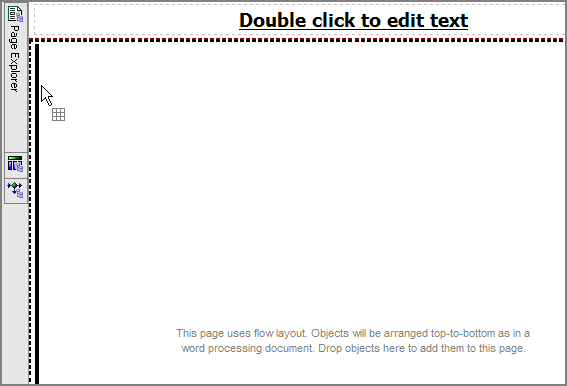 Double click to edit text
Page Explorer
This page uses flow layout. Objects will be arranged top-to-bottom as in a
word processing document. Drop objects here to add them to this page.